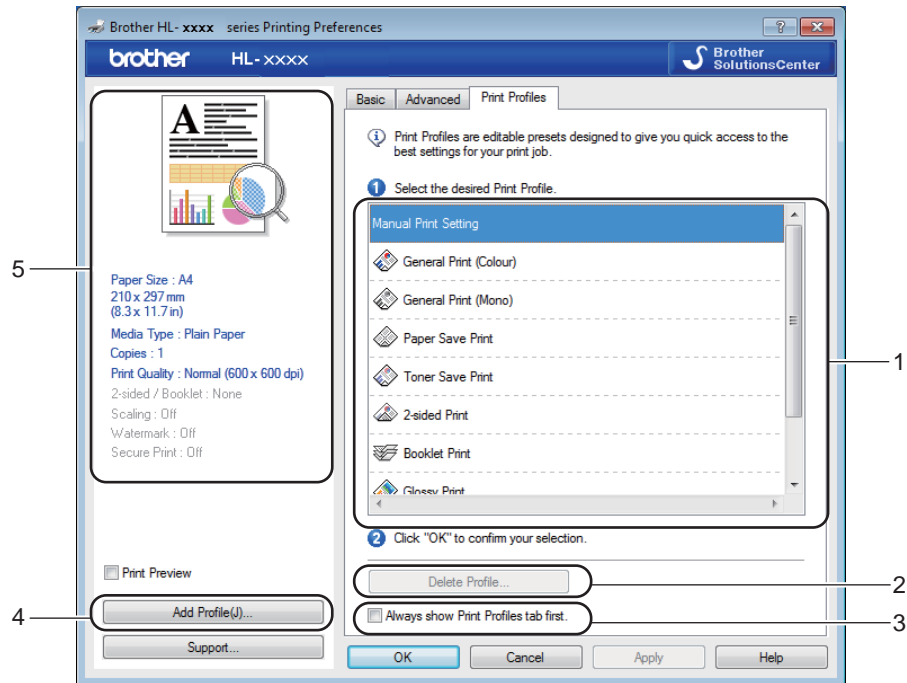 Brother HL- xxxx series Printing Preferences
brother HL- xxxx
Brother
SolutionsCenter
A
Paper Size : A4
210 x 297 mm
(8.3 x 11.7 in)
Media Type : Plain Paper
Copies : 1
Print Quality : Normal (600 x 600 dpi)
2-sided / Booklet : None
Scaling : Off
Watermark : Off
Secure Print : Off
5
Print Preview
Add Profile(J)...
4
Support...
Basic Advanced Print Profiles
Print Profiles are editable presets designed to give you quick access to the
best settings for your print job.
1 Select the desired Print Profile.
Manual Print Setting
General Print (Colour)
General Print (Mono)
Paper Save Print
Toner Save Print
2-sided Print
Booklet Print
Glossy Print
1
2 Click "OK" to confirm your selection.
Delete Profile...
2
Always show Print Profiles tab first.
3
OK Cancel Apply Help